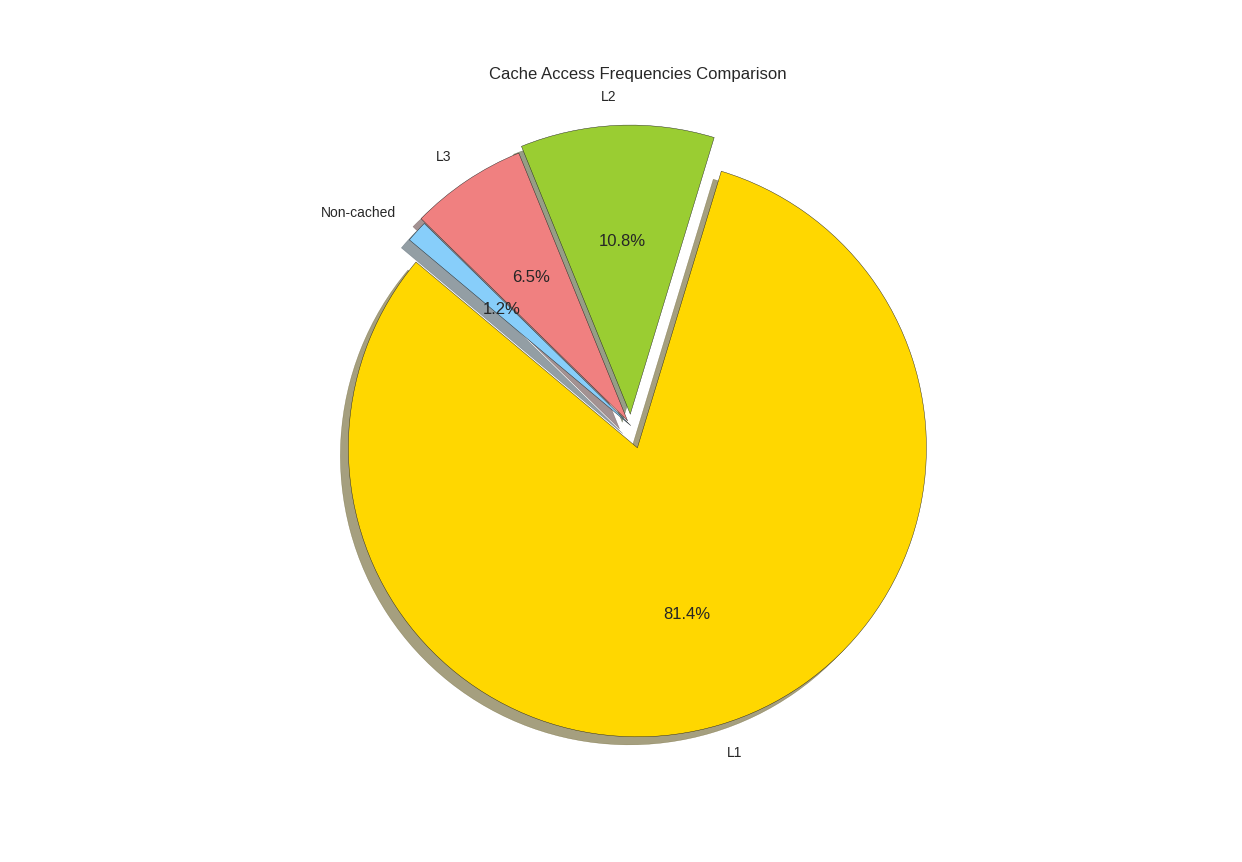 Cache Access Frequencies Comparison
L2
L3
Non-cached
10.8%
6.5%
1.2%
81.4%
L1